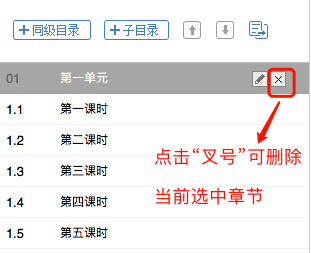 +同级目录 +子目录
01 第一单元
1.1 第一课时
1.2 第二课时
1.3 第三课时
1.4 第四课时
1.5 第五课时
点击“叉号”可删除
当前选中章节